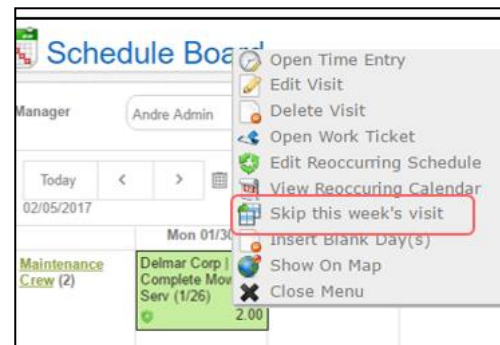 Schedule Board
Manager
Andre Admin
Today < >
02/05/2017
Mon 01/30
Maintenance
Crew (2)
Delmar Corp |
Complete Mow
Serv (1/26)
2.00
Open Time Entry
Edit Visit
Delete Visit
Open Work Ticket
Edit Reoccurring Schedule
View Reoccuring Calendar
Skip this week's visit
Insert Blank Day(s)
Show On Map
Close Menu